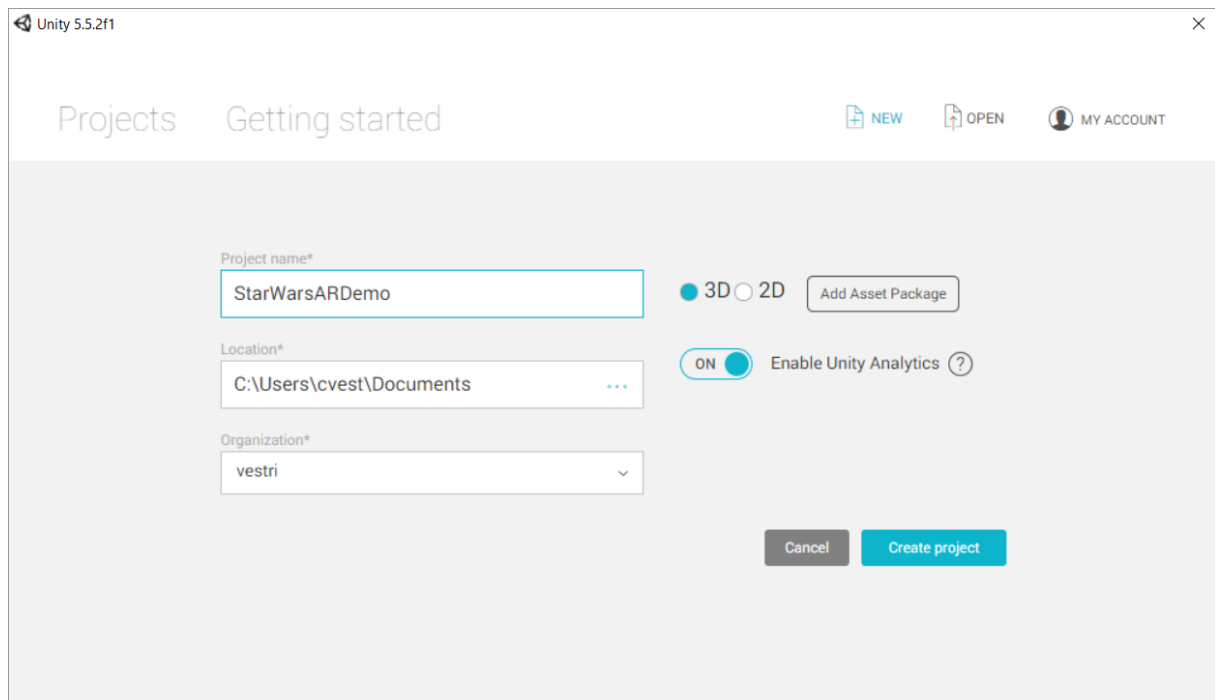 Unity 5.5.2f1
Projects Getting started NEW OPEN MY ACCOUNT
Project name*
StarWarsARDemo
3D 2D Add Asset Package
Location*
C:\Users\cvest\Documents ...
ON Enable Unity Analytics ?
Organization*
vestri
Cancel Create project